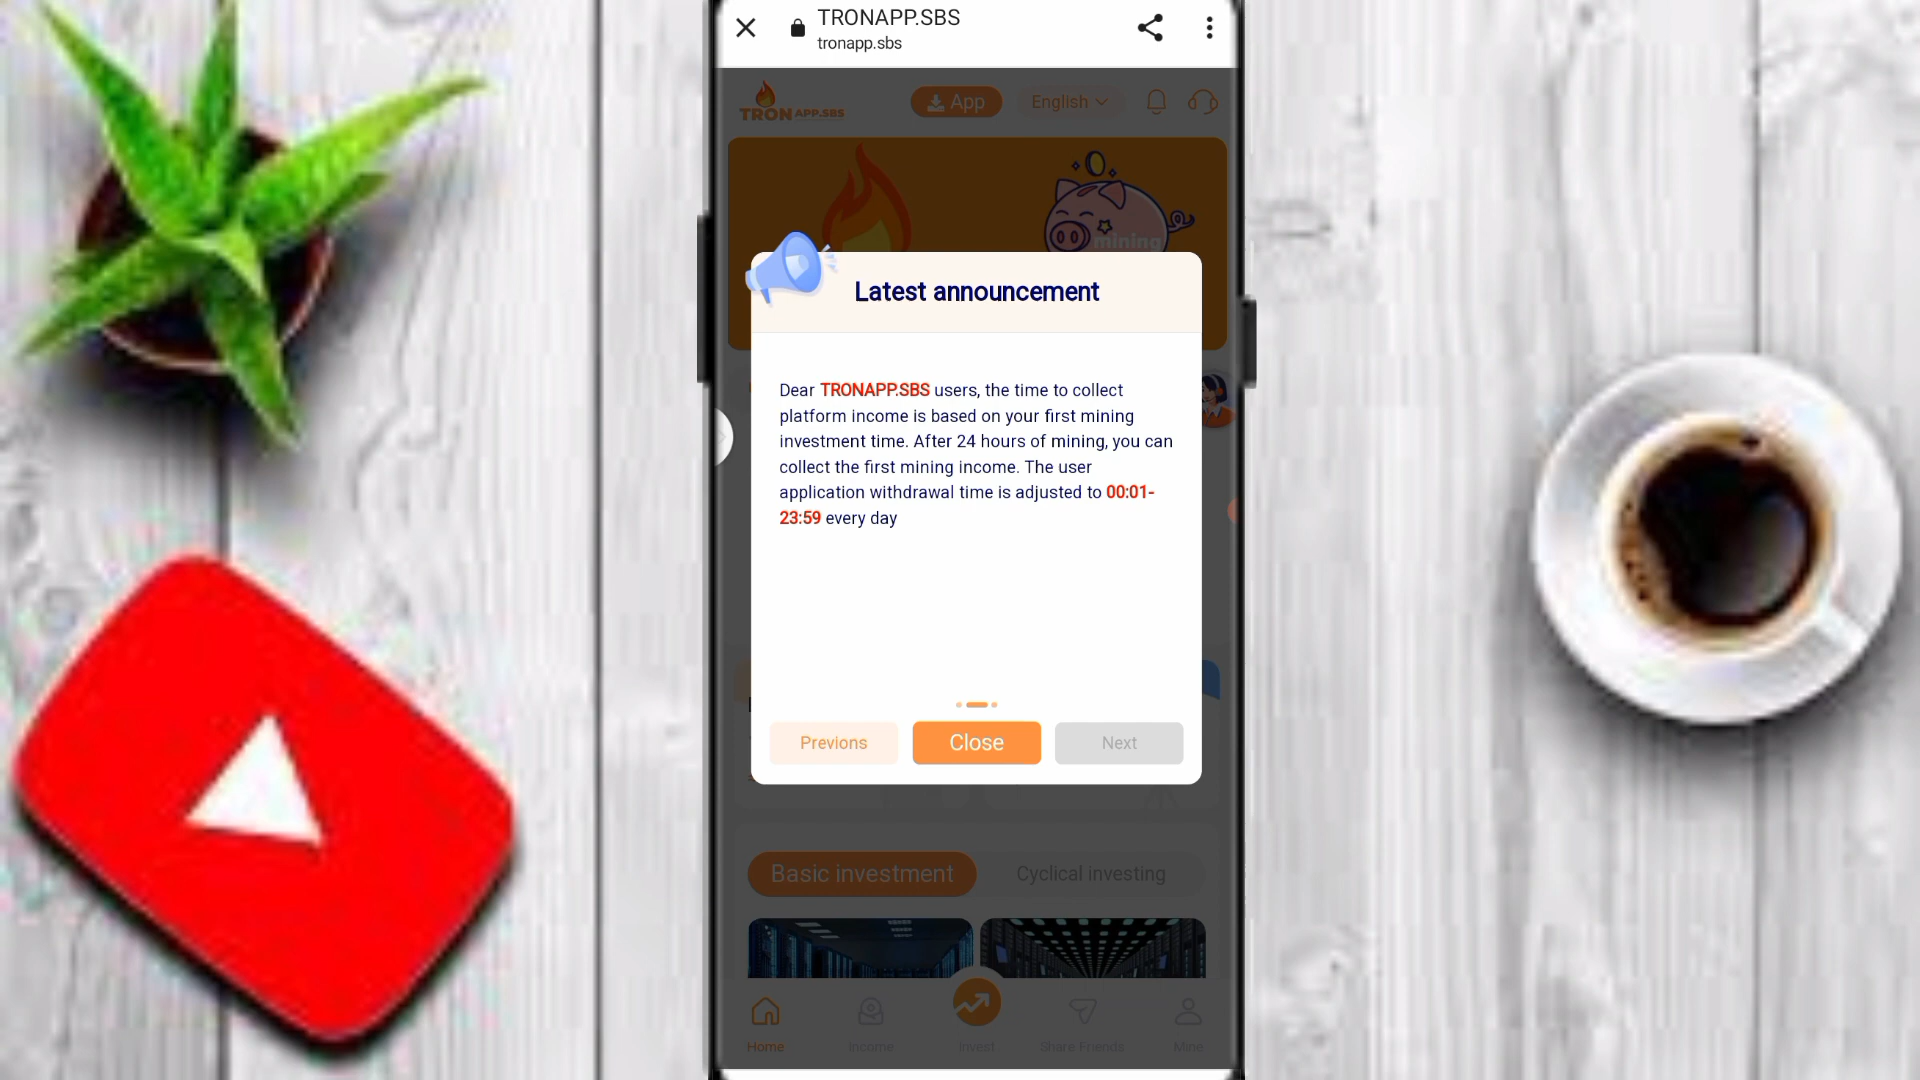 TRONAPP.SBS
tronapp.sbs
TRON APP.SBS
App
English
mining
Latest announcement
Dear TRONAPP.SBS users, the time to collect
platform income is based on your first mining
investment time. After 24 hours of mining, you can
collect the first mining income. The user
application withdrawal time is adjusted to 00:01-
23:59 every day
Previons
Close
Next
Basic investment
Cyclical investing
Home
Income
Invest
Share Friends
Mine